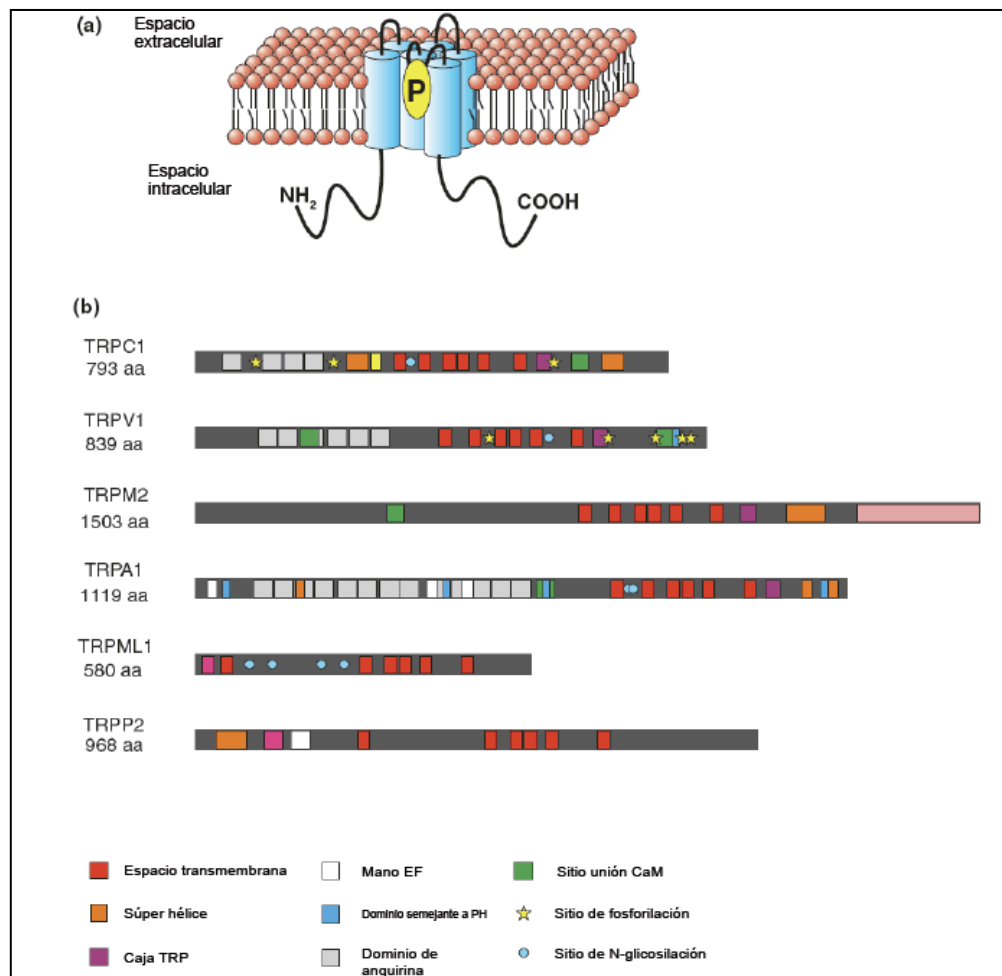 (a)
Espacio
extracelular
P
Espacio
intracelular
NH2
COOH
(b)
TRPC1
793 aa
TRPV1
839 aa
TRPM2
1503 aa
TRPA1
1119 aa
TRPML1
580 aa
TRPP2
968 aa
Espacio transmembrana
Mano EF
Sitio unión CaM
Súper hélice
Dominio semejante a PH
Sitio de fosforilación
Caja TRP
Dominio de
anquirina
Sitio de N-glicosilación